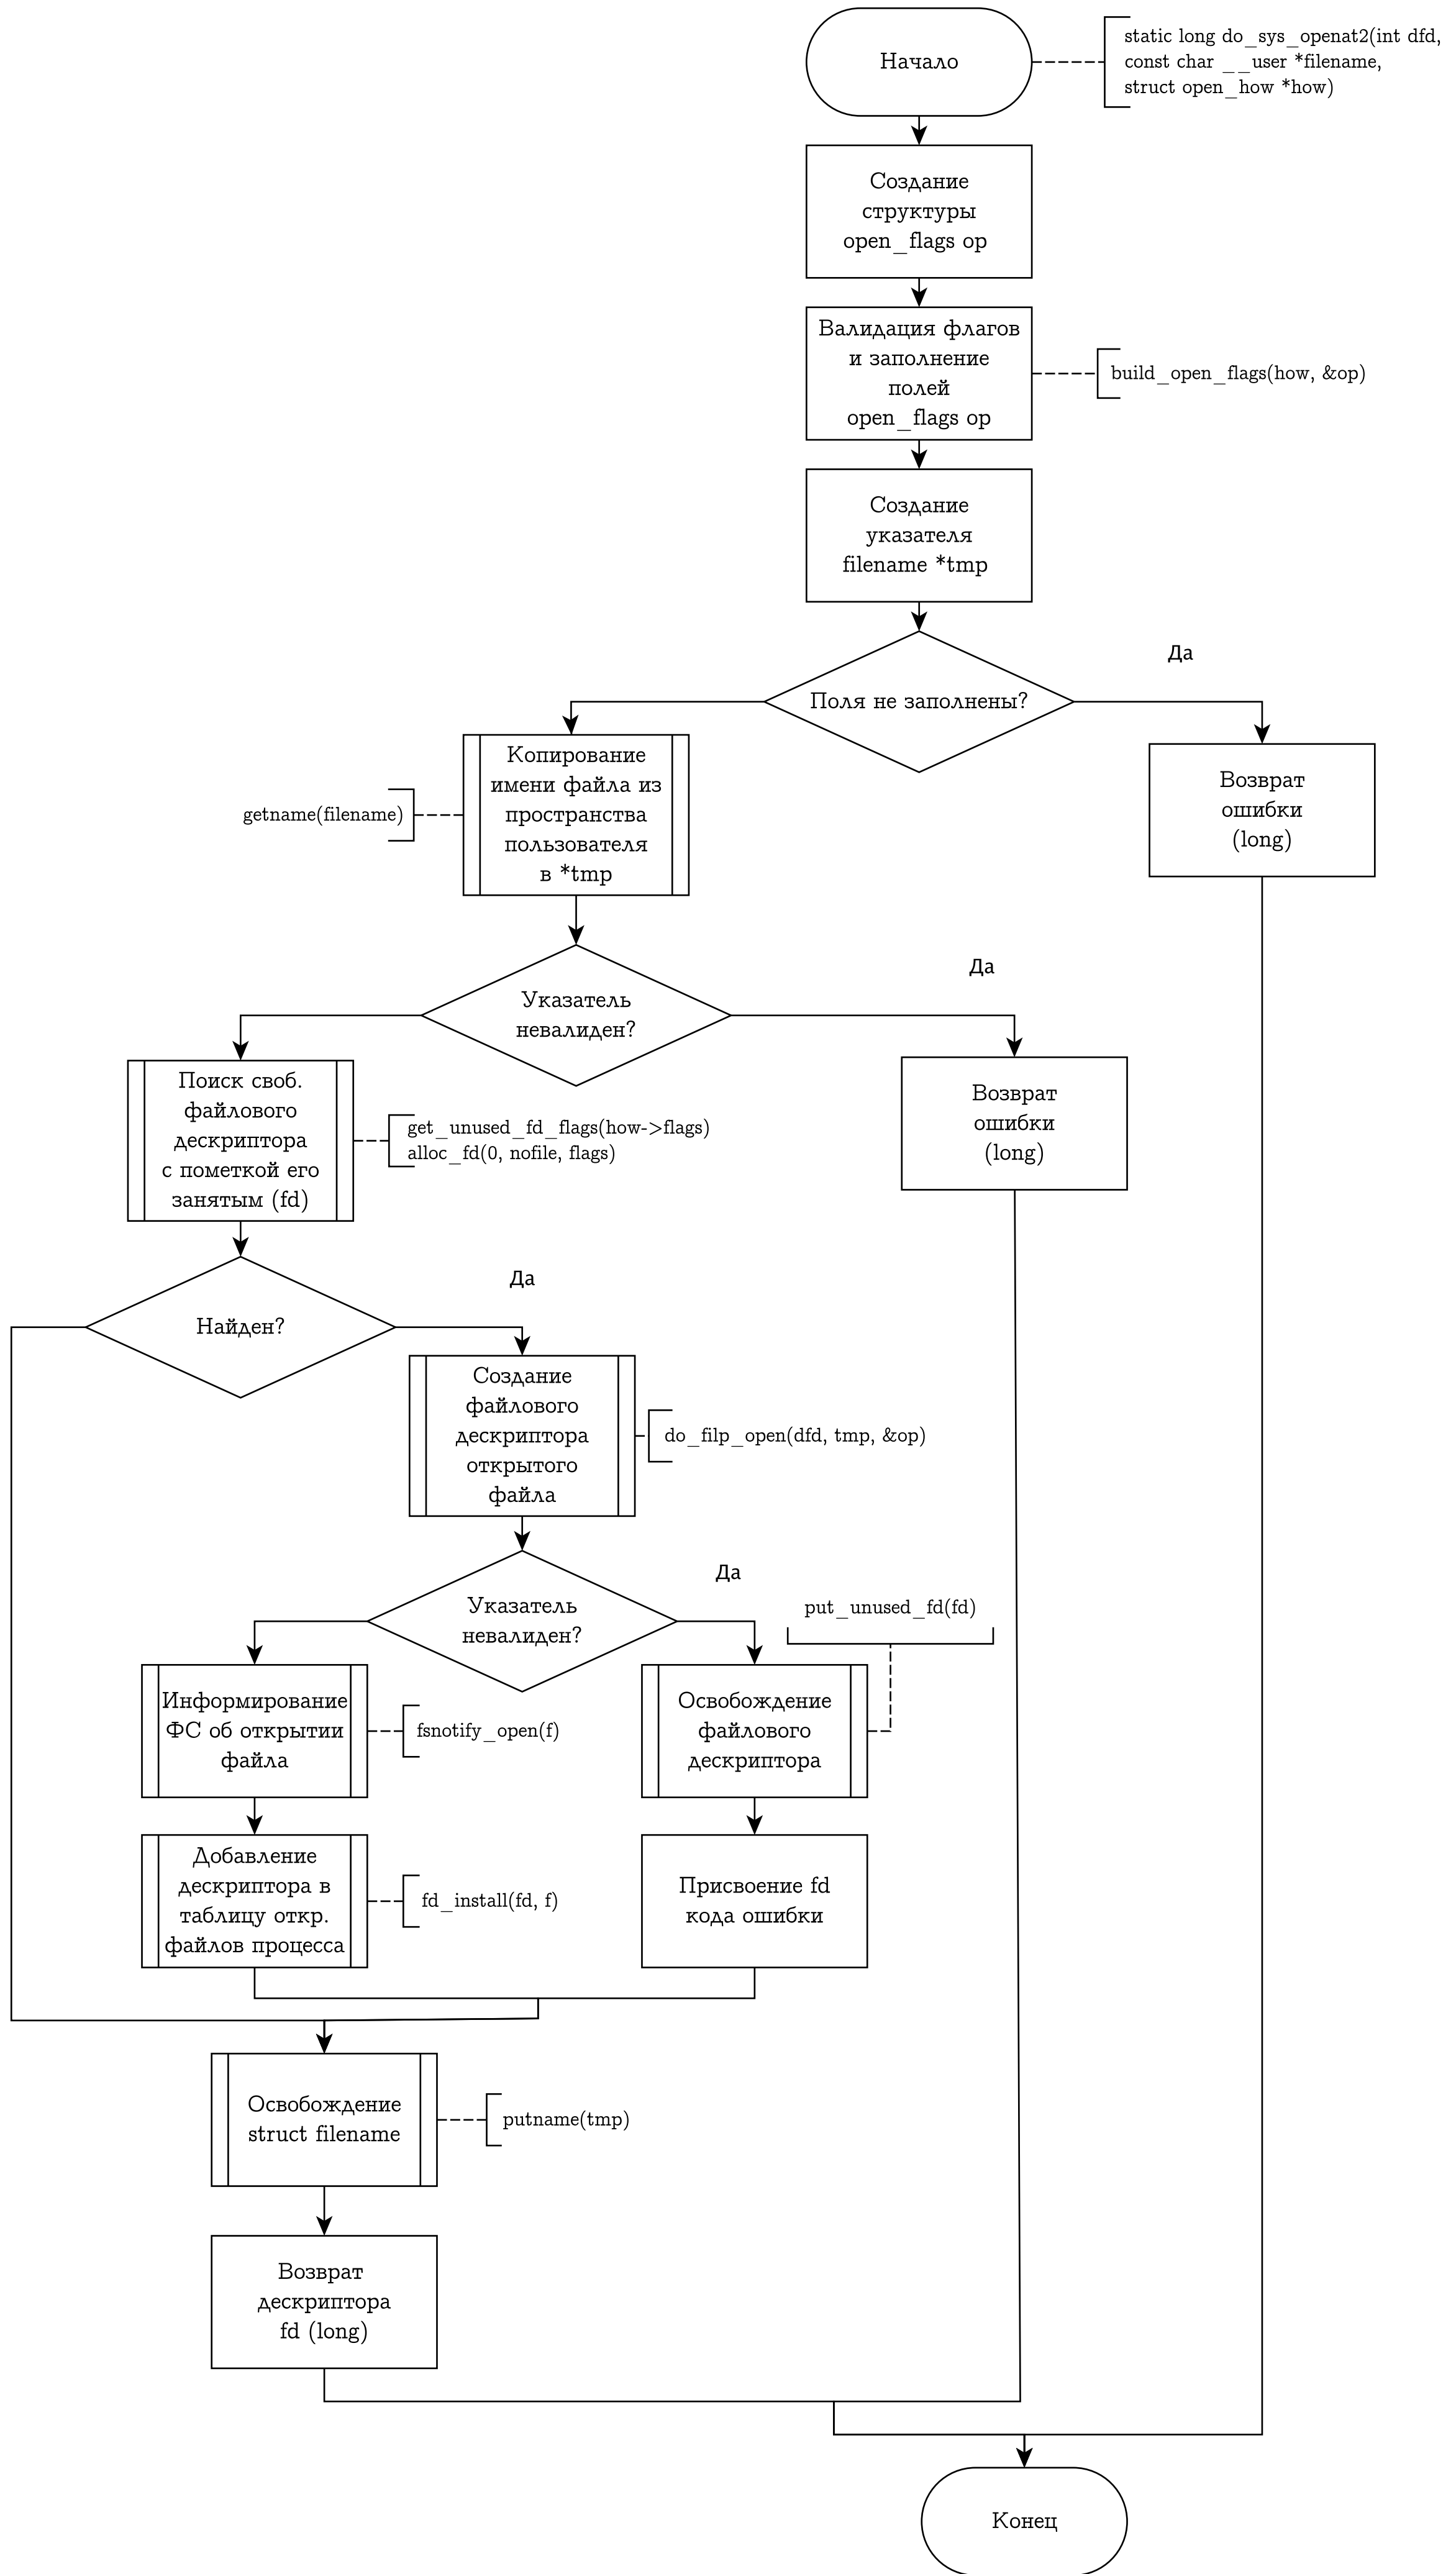 Начало
static long do_sys_openat2(int dfd,
const char __user *filename,
struct open_how *how)
Создание
структуры
open_flags op
Валидация флагов
и заполнение
полей
open_flags op
build_open_flags(how, &op)
Создание
указателя
filename *tmp
Да
Поля не заполнены?
Копирование
имени файла из
пространства
пользователя
в *tmp
getname(filename)
Возврат
ошибки
(long)
Да
Указатель
невалиден?
Поиск своб.
файлового
дескриптора
с пометкой его
занятым (fd)
get_unused_fd_flags(how->flags)
alloc_fd(0, nofile, flags)
Возврат
ошибки
(long)
Да
Найден?
Создание
файлового
дескриптора
открытого
файла
do_filp_open(dfd, tmp, &op)
Да
Указатель
невалиден?
put_unused_fd(fd)
Информирование
ФС об открытии
файла
fsnotify_open(f)
Освобождение
файлового
дескриптора
Добавление
дескриптора в
таблицу откр.
файлов процесса
fd_install(fd, f)
Присвоение fd
кода ошибки
Освобождение
struct filename
putname(tmp)
Возврат
дескриптора
fd (long)
Конец